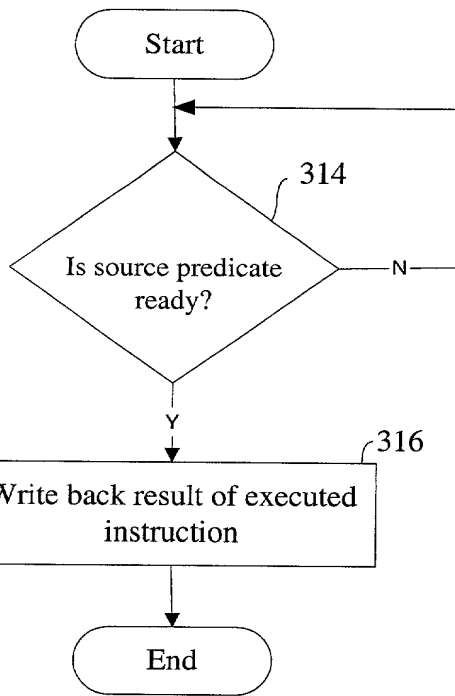 Start
314
Is source predicate
ready?
N
Y
316
Write back result of executed
instruction
End